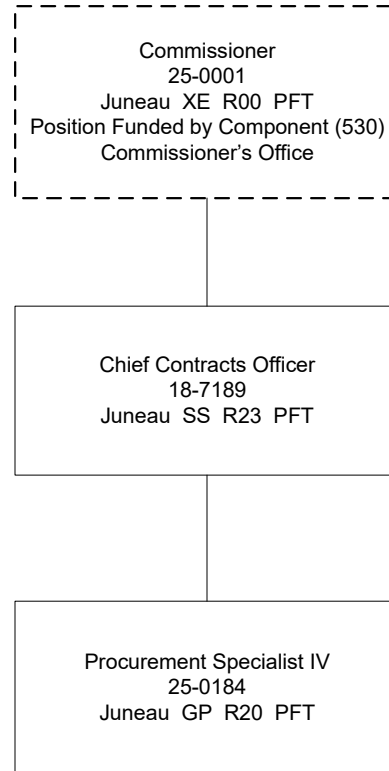 Commissioner
25-0001
Juneau XE R00 PFT
Position Funded by Component (530)
Commissioner's Office
Chief Contracts Officer
18-7189
Juneau SS R23 PFT
Procurement Specialist IV
25-0184
Juneau GP R20 PFT